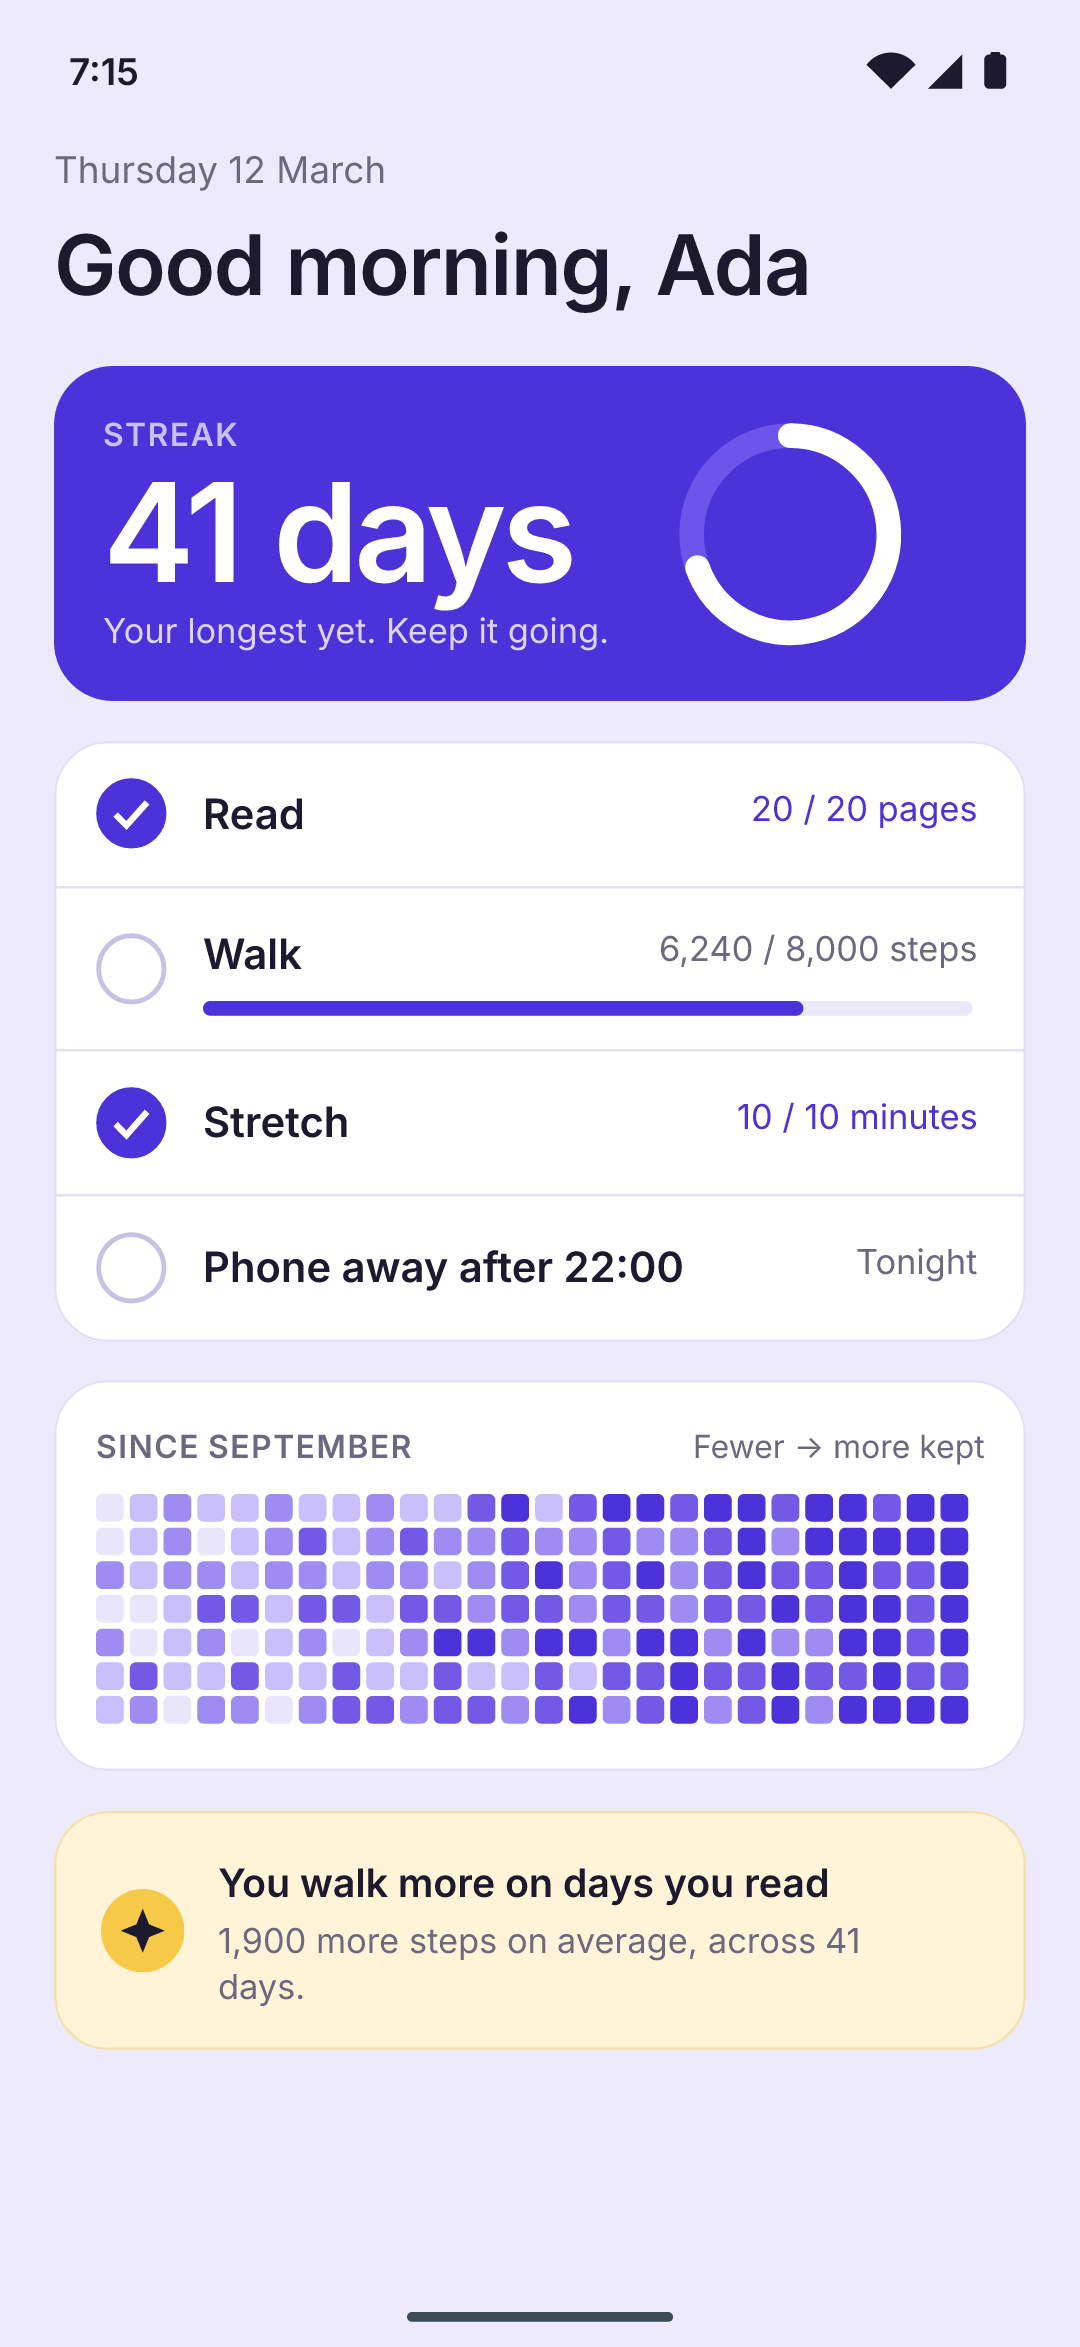 7:15
Thursday 12 March
Good morning, Ada
STREAK
41 days
Your longest yet. Keep it going.
Read
20 / 20 pages
Walk
6,240 / 8,000 steps
Stretch
10 / 10 minutes
Phone away after 22:00
Tonight
SINCE SEPTEMBER
Fewer → more kept
You walk more on days you read
1,900 more steps on average, across 41
days.